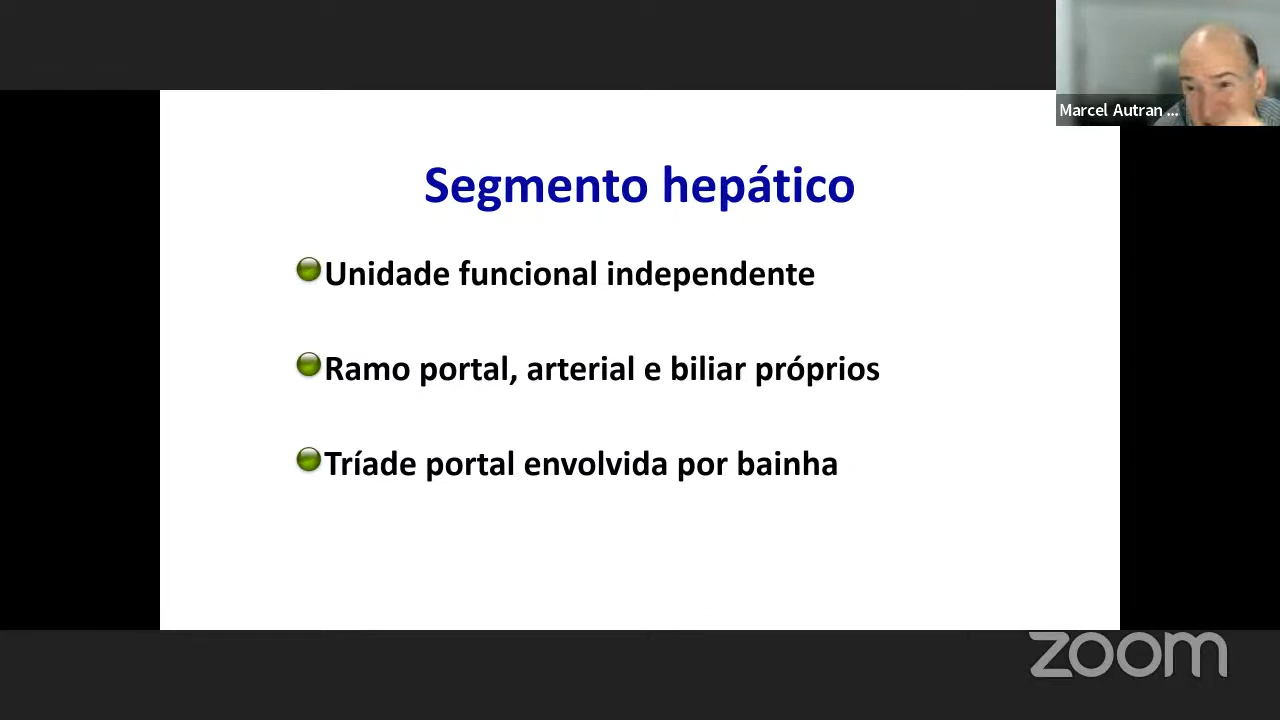 Marcel Autran ...
Segmento hepático
Unidade funcional independente
Ramo portal, arterial e biliar próprios
Tríade portal envolvida por bainha
zoom